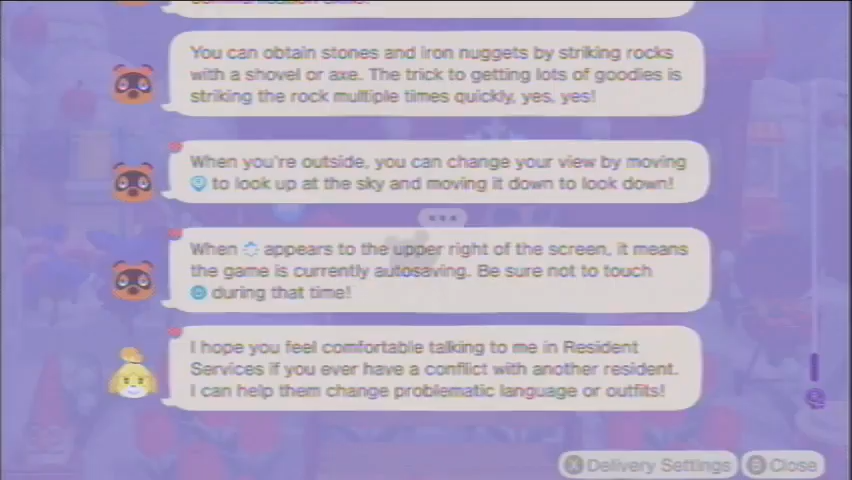 You can obtain stones and iron nuggets by striking rocks
with a shovel or axe. The trick to getting lots of goodies is
striking the rock multiple times quickly, yes, yes!
When you're outside, you can change your view by moving
to look up at the sky and moving it down to look down!
When appears to the upper right of the screen, it means
the game is currently autosaving. Be sure not to touch
during that time!
I hope you feel comfortable talking to me in Resident
Services if you ever have a conflict with another resident.
I can help them change problematic language or outfits!
X Delivery Settings B Close